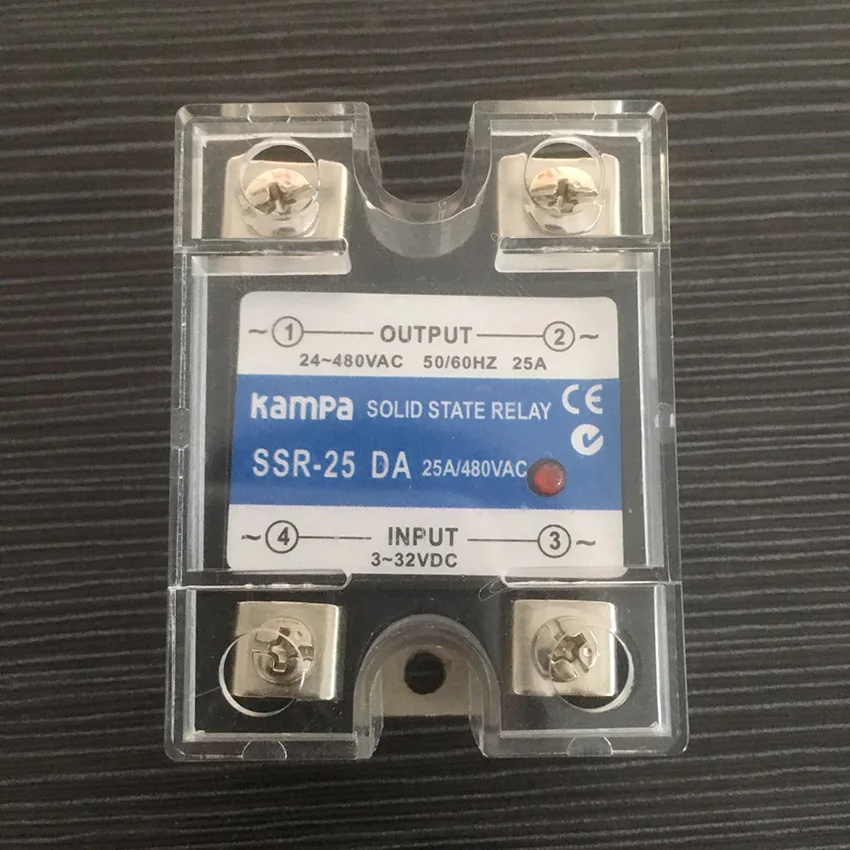 ~ 1 OUTPUT 2 ~
24~480VAC 50/60HZ 25A
Kampa SOLID STATE RELAY CE
SSR-25 DA 25A/480VAC
~ 4 INPUT 3 ~
3~32VDC